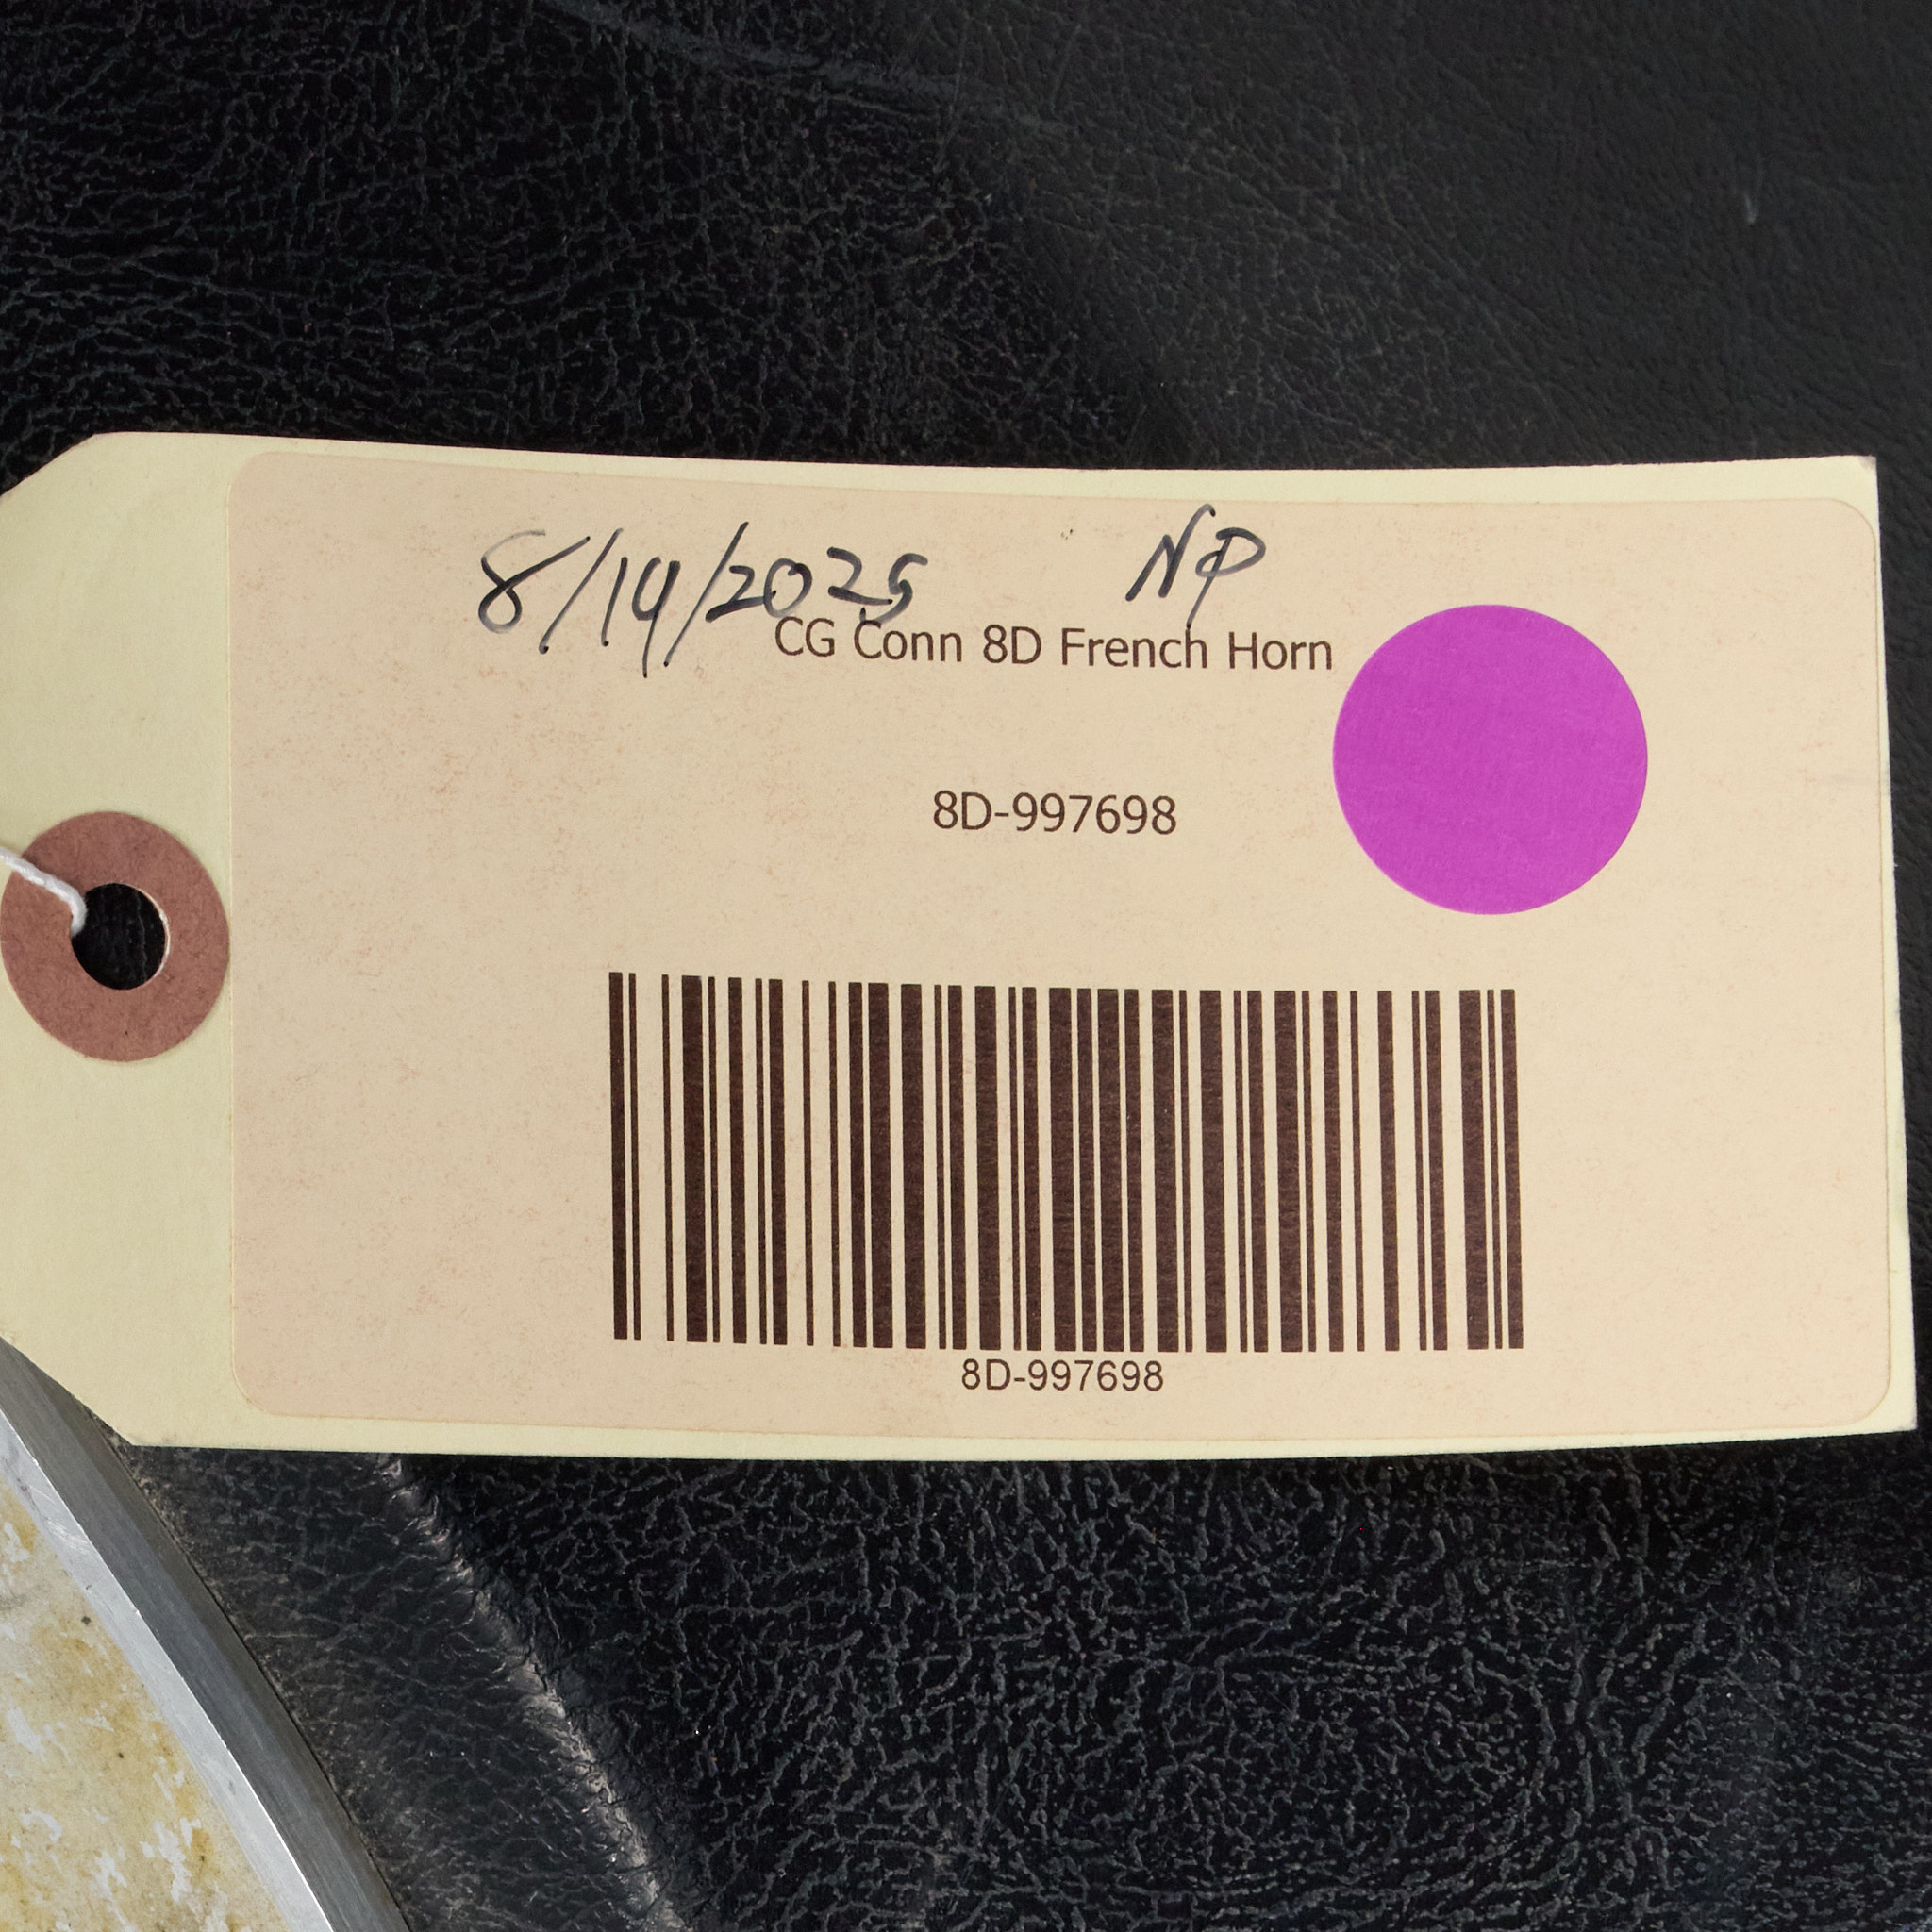 8/14/2025 NP
CG Conn 8D French Horn
8D-997698
8D-997698